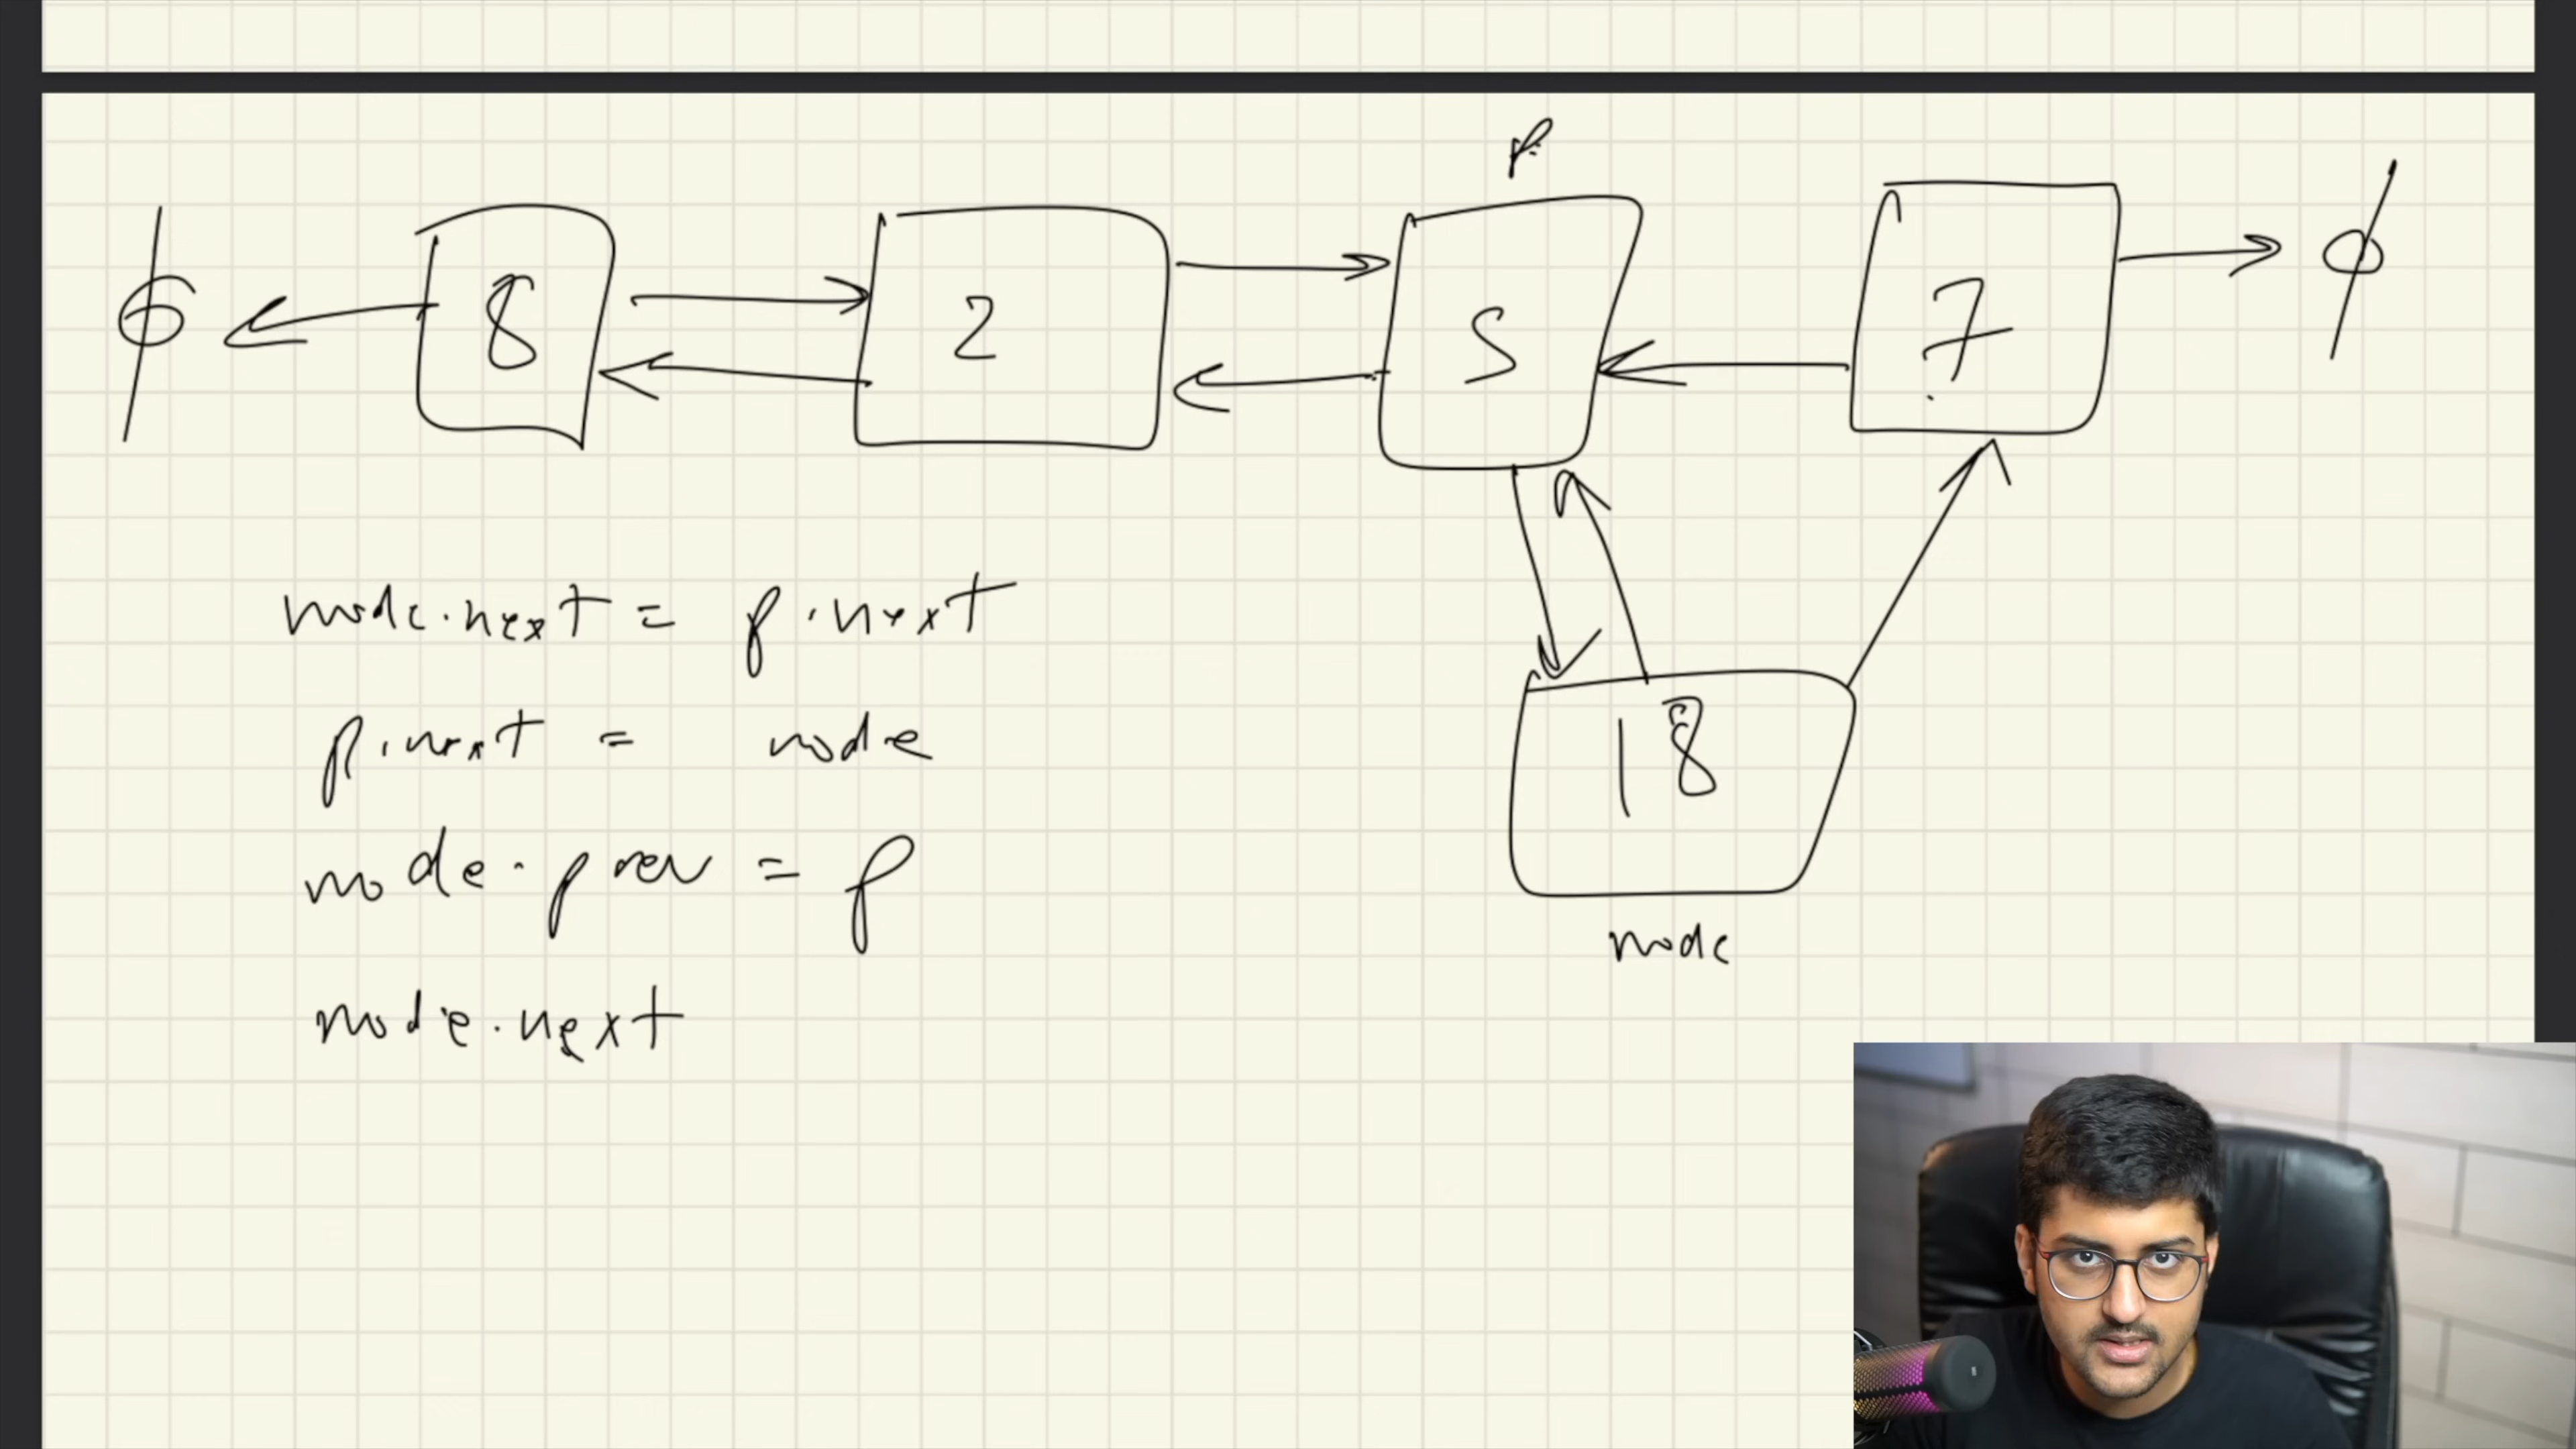 p
φ 8 2 5 7 φ
18
node
node.next = p.next
p.next = node
node.prev = p
node.next